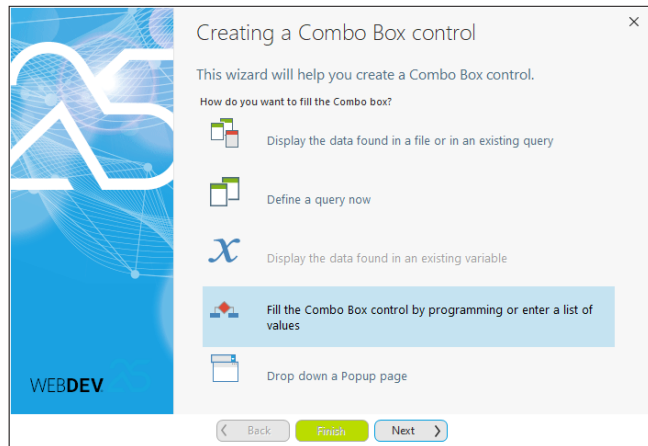 Creating a Combo Box control
This wizard will help you create a Combo Box control.
How do you want to fill the Combo box?
Display the data found in a file or in an existing query
Define a query now
Display the data found in an existing variable
Fill the Combo Box control by programming or enter a list of
values
Drop down a Popup page
WEBDEV
25
Back
Finish
Next